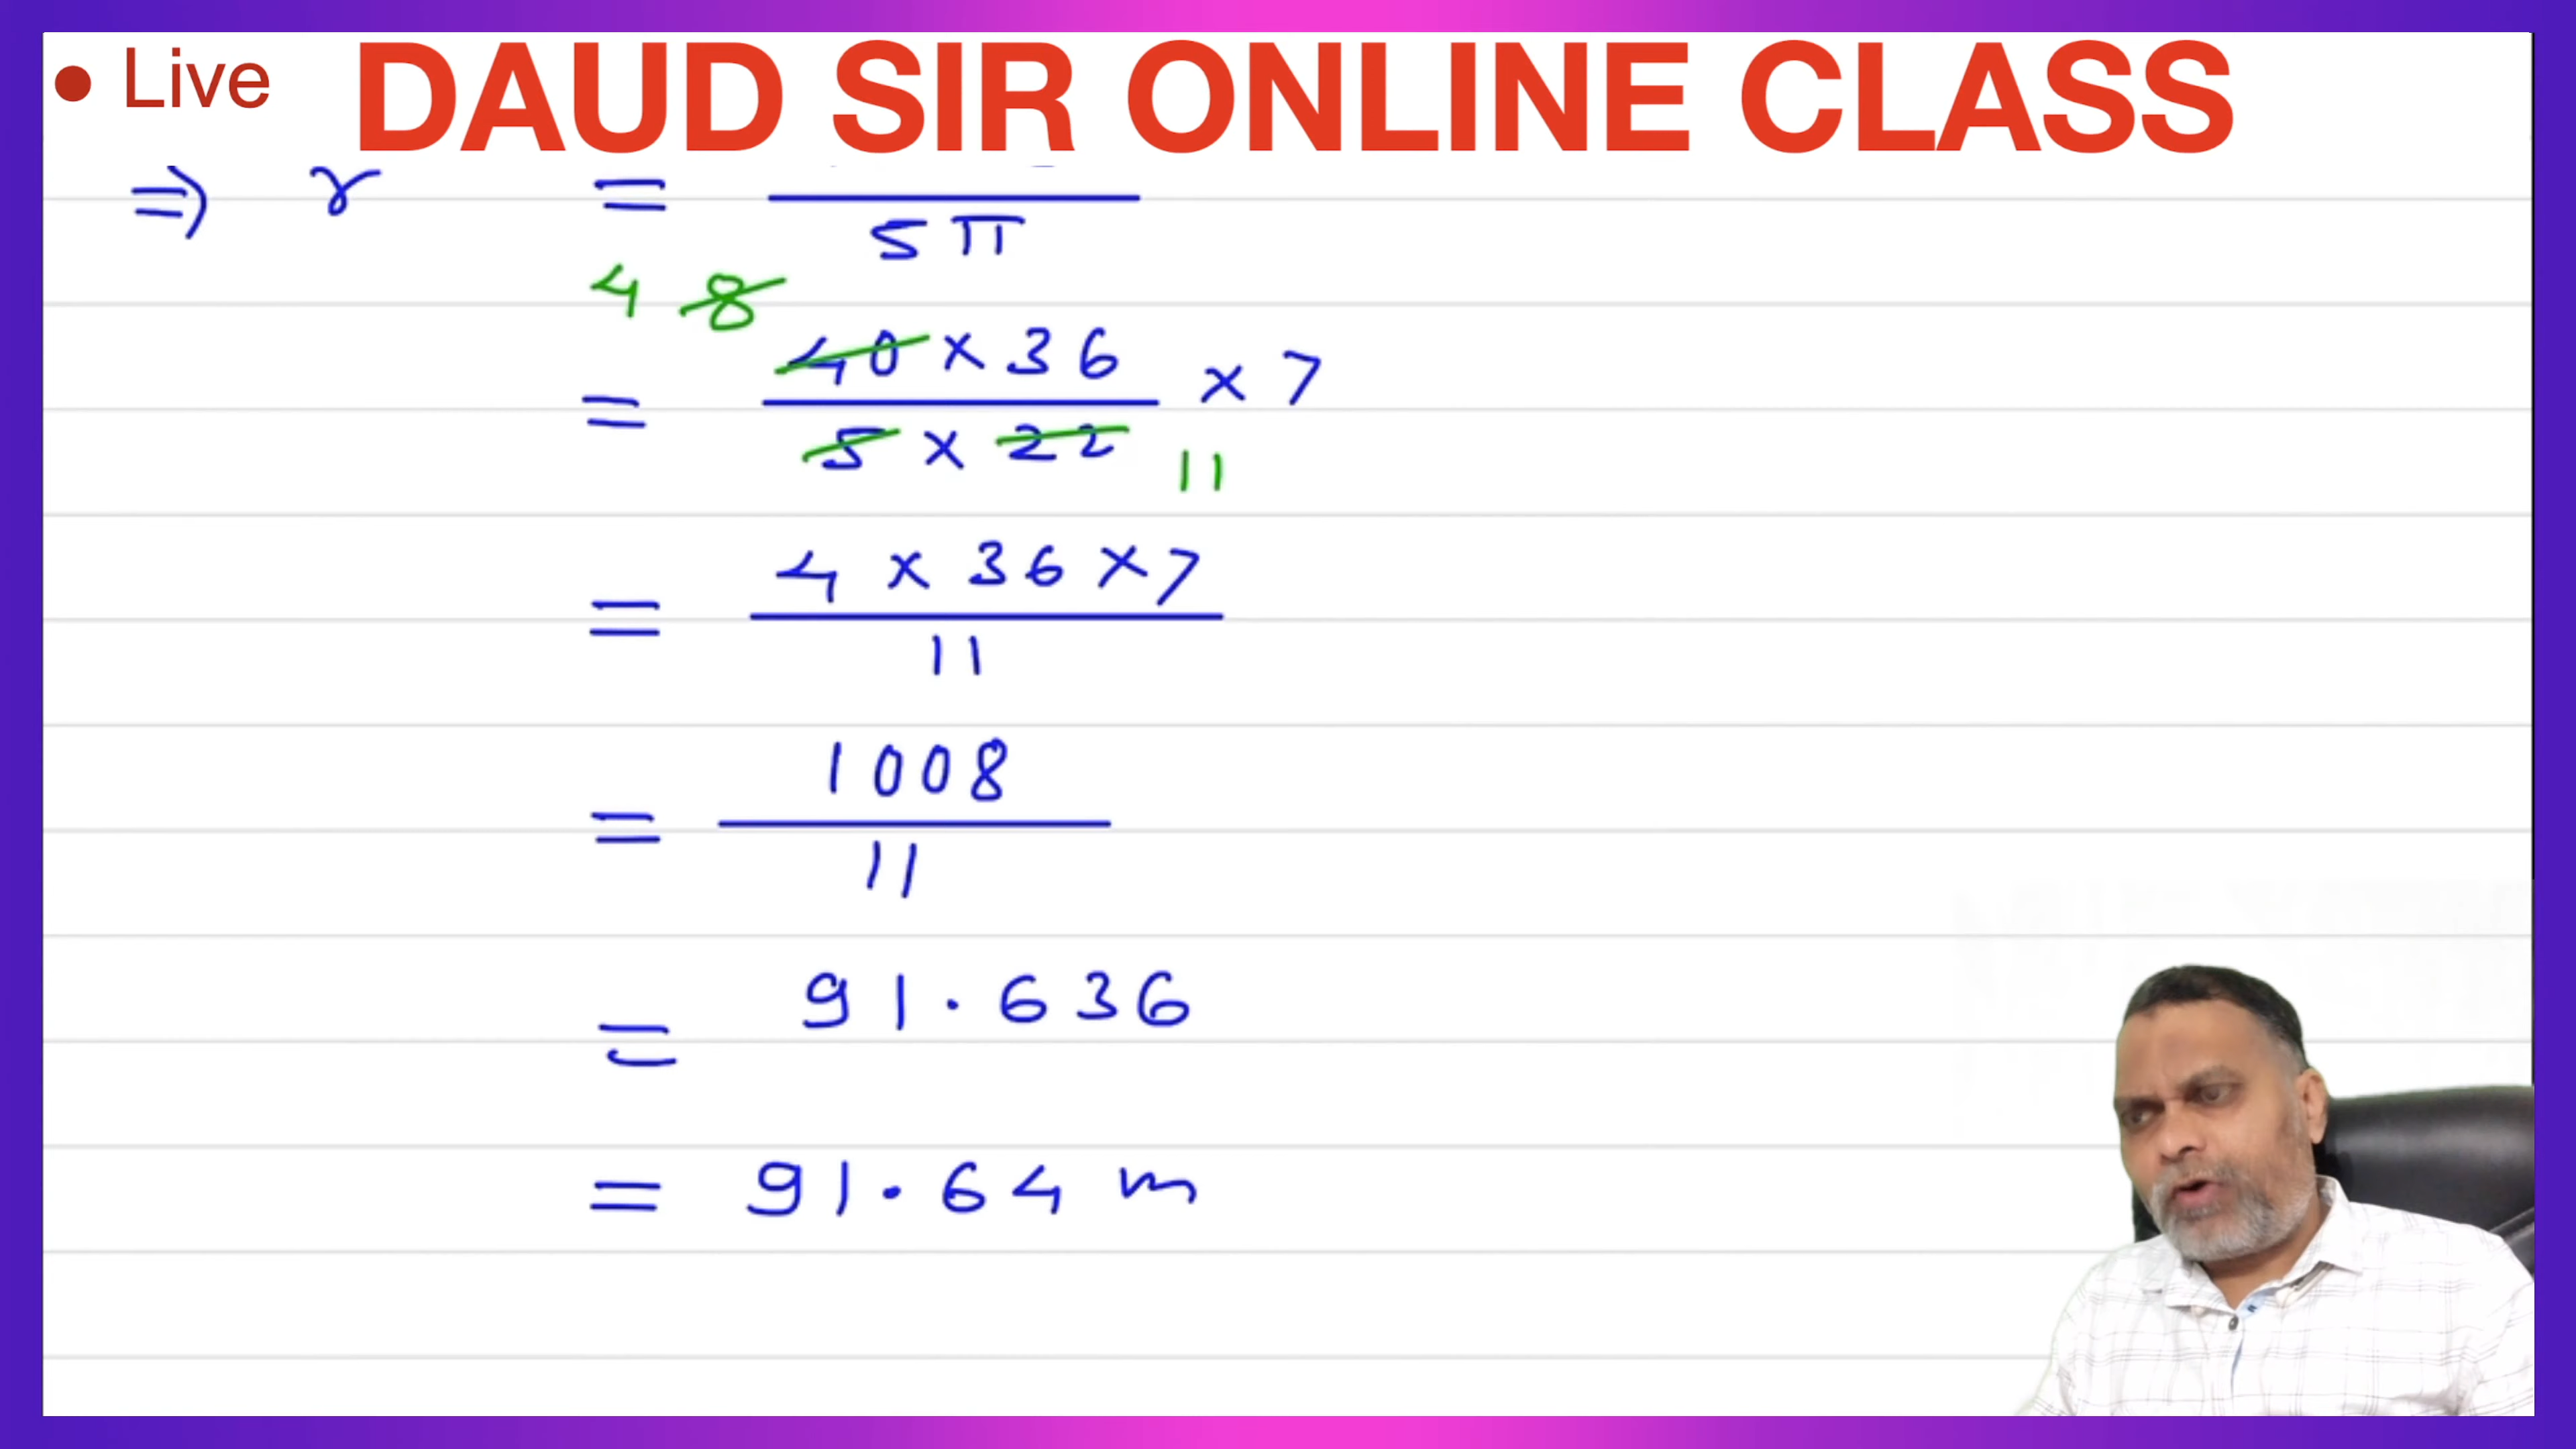 • Live DAUD SIR ONLINE CLASS
⇒ r =
5π
4 8
= 40 × 36 × 7
5 × 22 11
= 4 × 36 × 7
11
= 1008
11
= 91.636
= 91.64 m